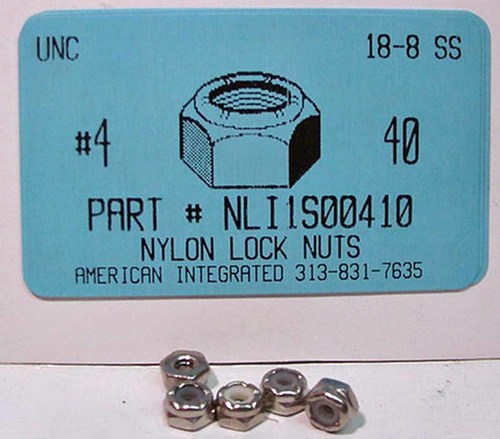 UNC 18-8 SS
#4 40
PART # NLI1S00410
NYLON LOCK NUTS
AMERICAN INTEGRATED 313-831-7635